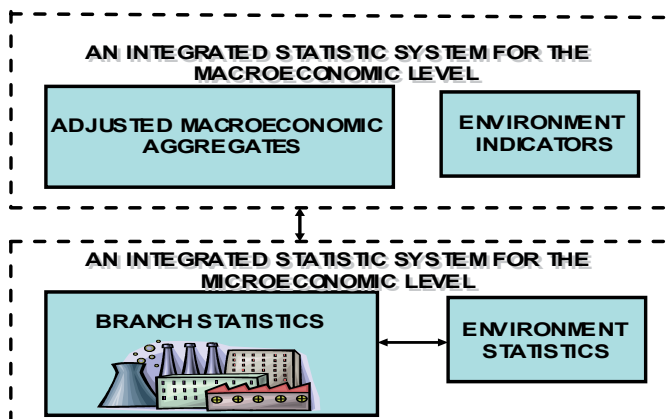 AN INTEGRATED STATISTIC SYSTEM FOR THE
MACROECONOMIC LEVEL
ADJUSTED MACROECONOMIC
AGGREGATES
ENVIRONMENT
INDICATORS
AN INTEGRATED STATISTIC SYSTEM FOR THE
MICROECONOMIC LEVEL
BRANCH STATISTICS
ENVIRONMENT
STATISTICS